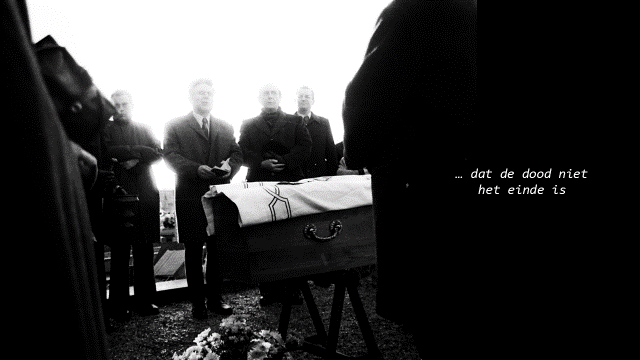 … dat de dood niet
het einde is